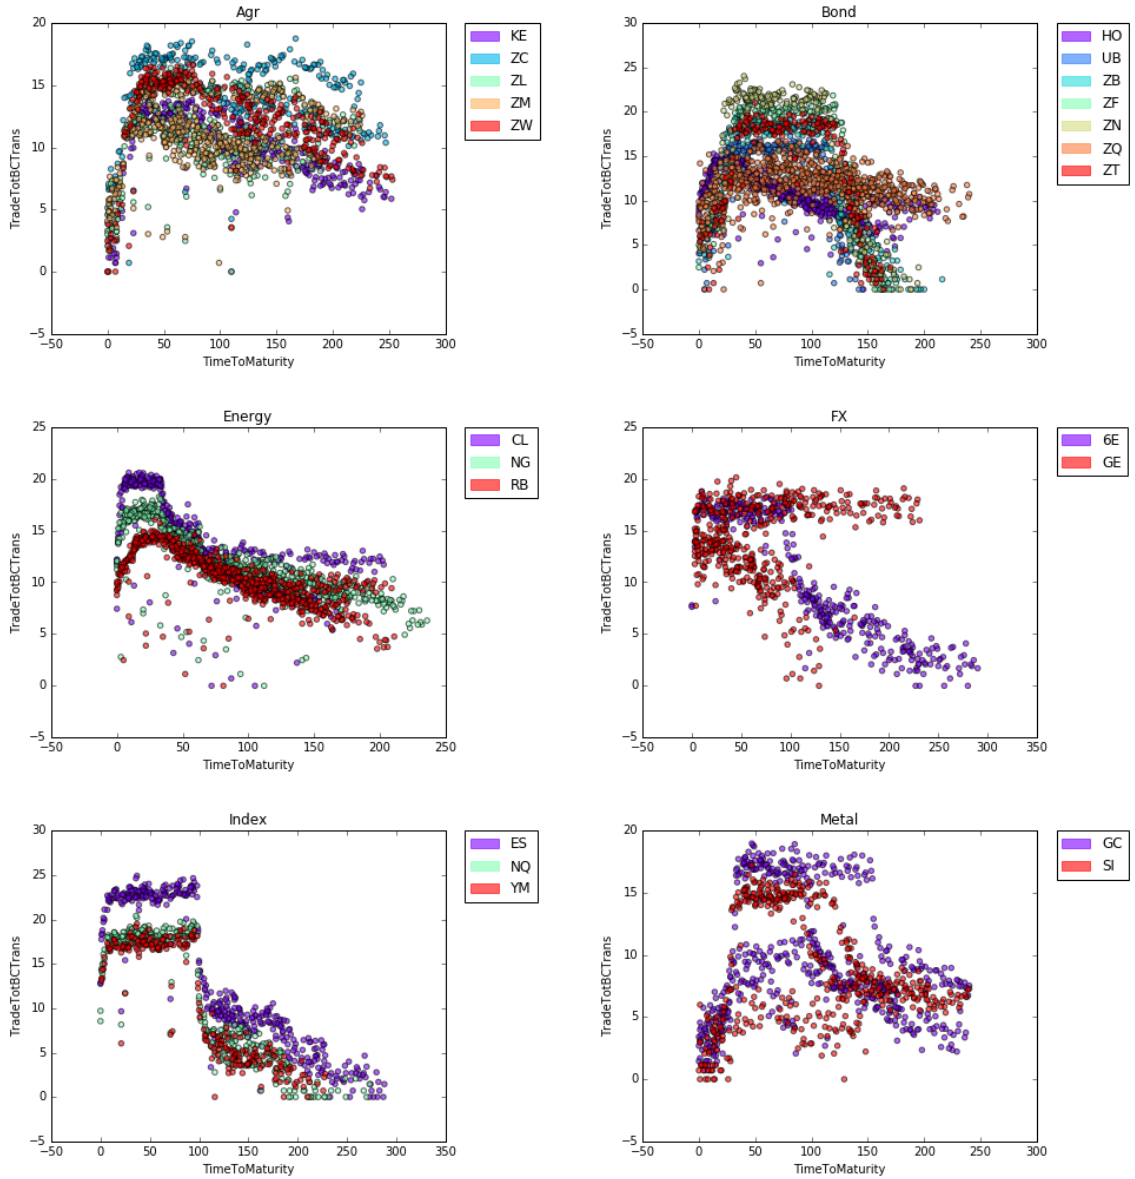 Agr
20
15
10
5
0
−5
TradeTotBCTrans
−50 0 50 100 150 200 250 300
TimeToMaturity
KE
ZC
ZL
ZM
ZW
Bond
30
25
20
15
10
5
0
−5
TradeTotBCTrans
−50 0 50 100 150 200 250 300
TimeToMaturity
HO
UB
ZB
ZF
ZN
ZQ
ZT
Energy
25
20
15
10
5
0
−5
TradeTotBCTrans
−50 0 50 100 150 200 250
TimeToMaturity
CL
NG
RB
FX
25
20
15
10
5
0
−5
TradeTotBCTrans
−50 0 50 100 150 200 250 300 350
TimeToMaturity
6E
GE
Index
30
25
20
15
10
5
0
−5
TradeTotBCTrans
−50 0 50 100 150 200 250 300 350
TimeToMaturity
ES
NQ
YM
Metal
20
15
10
5
0
−5
TradeTotBCTrans
−50 0 50 100 150 200 250 300
TimeToMaturity
GC
SI